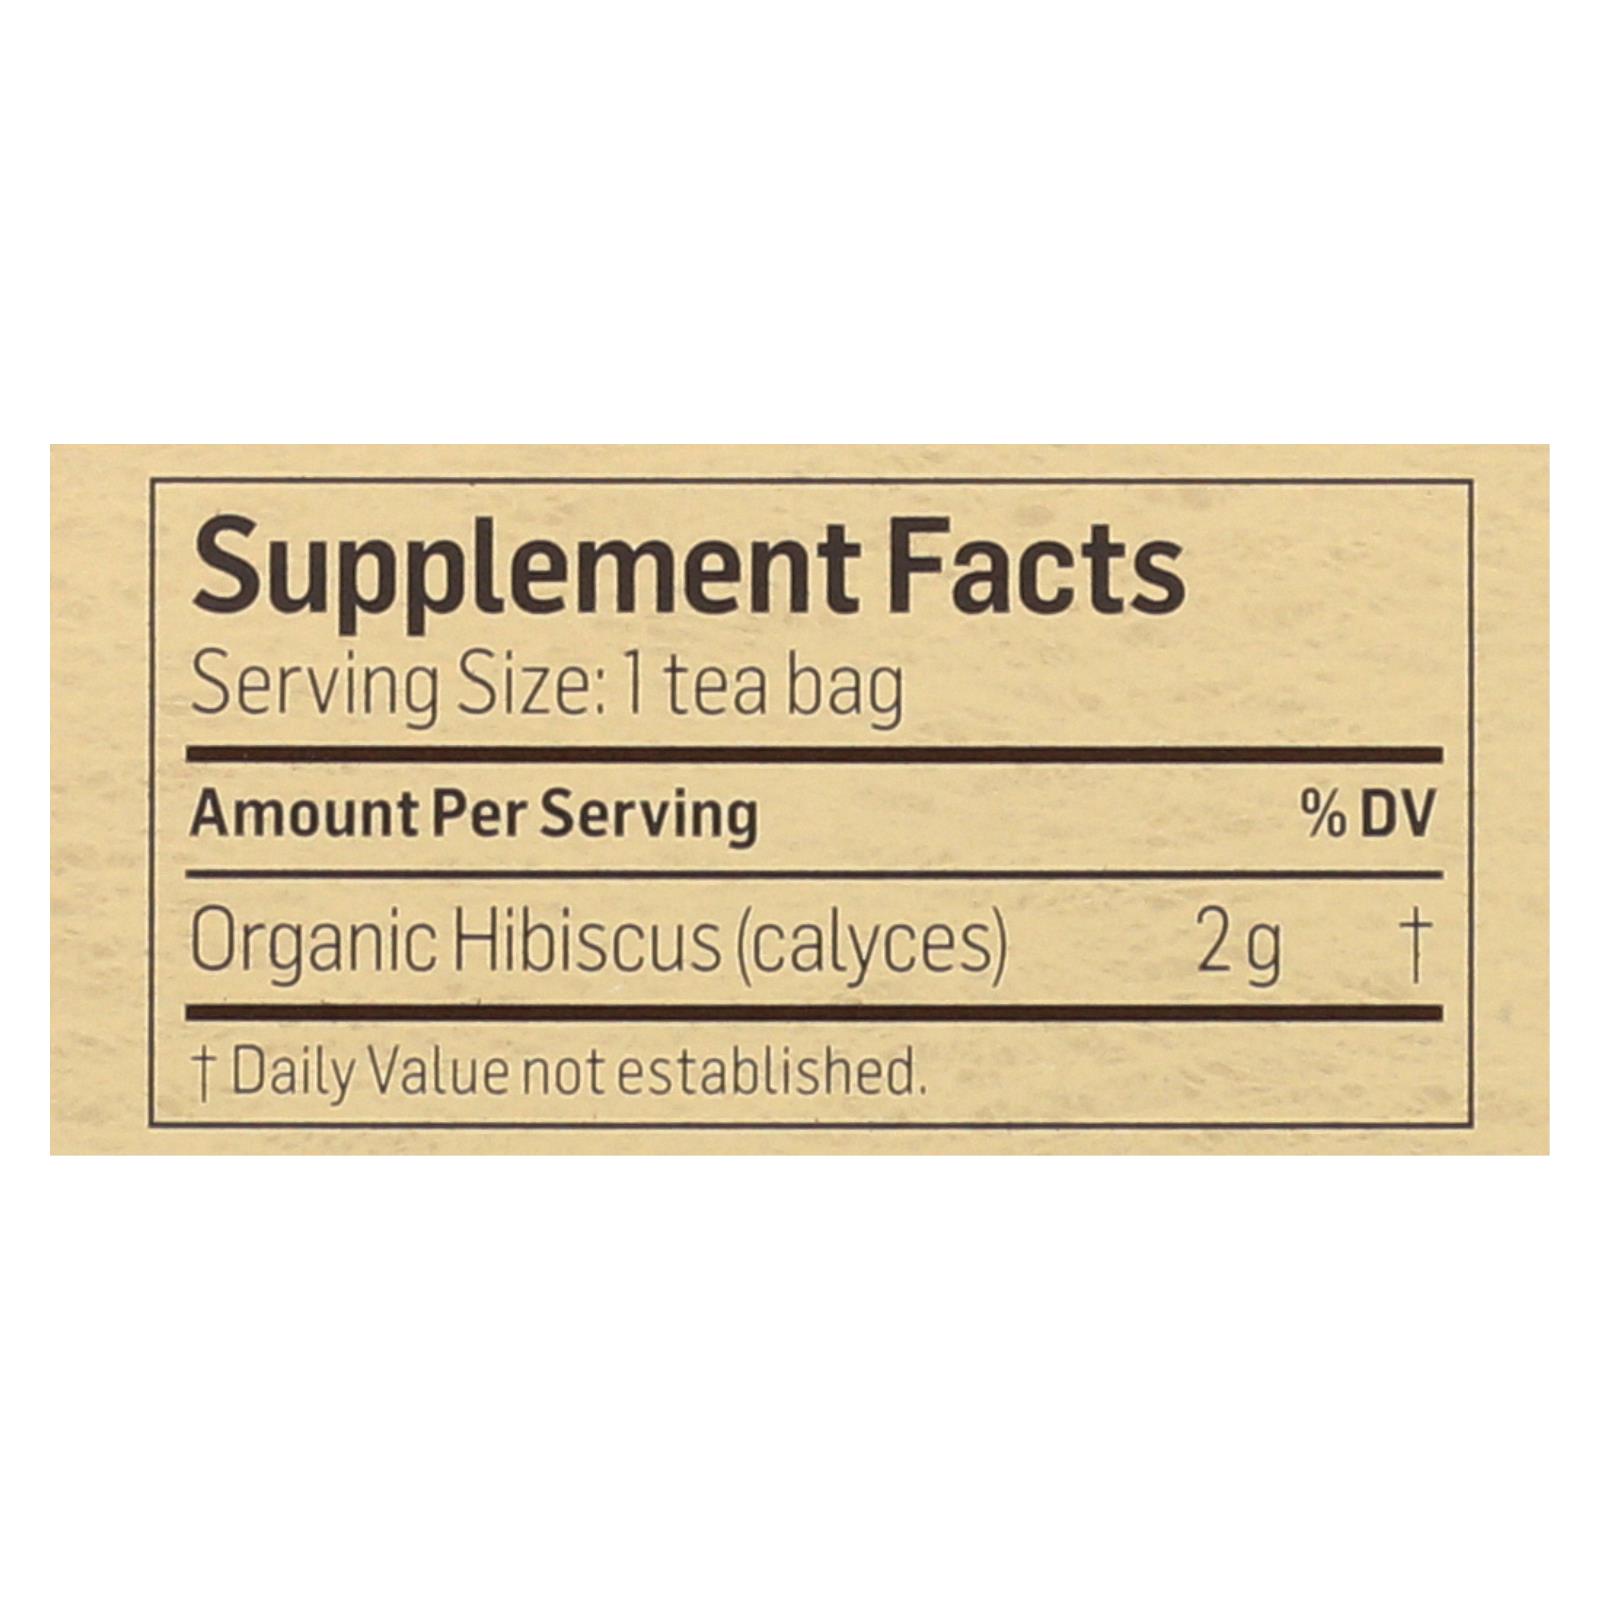 Supplement Facts
Serving Size: 1 tea bag
Amount Per Serving % DV
Organic Hibiscus (calyces) 2 g †
† Daily Value not established.